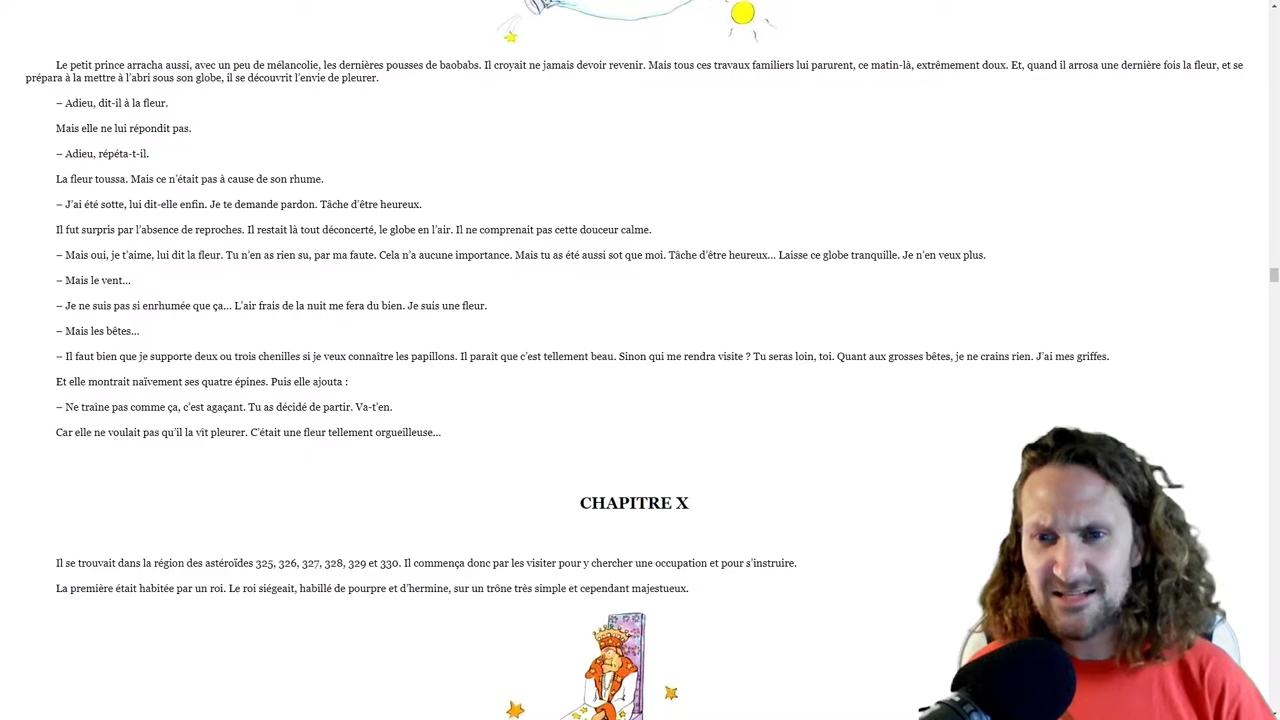 Le petit prince arracha aussi, avec un peu de mélancolie, les dernières pousses de baobabs. Il croyait ne jamais devoir revenir. Mais tous ces travaux familiers lui parurent, ce matin-là, extrêmement doux. Et, quand il arrosa une dernière fois la fleur, et se
prépara à la mettre à l’abri sous son globe, il se découvrit l’envie de pleurer.
– Adieu, dit-il à la fleur.
Mais elle ne lui répondit pas.
– Adieu, répéta-t-il.
La fleur toussa. Mais ce n’était pas à cause de son rhume.
– J’ai été sotte, lui dit-elle enfin. Je te demande pardon. Tâche d’être heureux.
Il fut surpris par l’absence de reproches. Il restait là tout déconcerté, le globe en l’air. Il ne comprenait pas cette douceur calme.
– Mais oui, je t’aime, lui dit la fleur. Tu n’en as rien su, par ma faute. Cela n’a aucune importance. Mais tu as été aussi sot que moi. Tâche d’être heureux… Laisse ce globe tranquille. Je n’en veux plus.
– Mais le vent…
– Je ne suis pas si enrhumée que ça… L’air frais de la nuit me fera du bien. Je suis une fleur.
– Mais les bêtes…
– Il faut bien que je supporte deux ou trois chenilles si je veux connaître les papillons. Il paraît que c’est tellement beau. Sinon qui me rendra visite ? Tu seras loin, toi. Quant aux grosses bêtes, je ne crains rien. J’ai mes griffes.
Et elle montrait naïvement ses quatre épines. Puis elle ajouta :
– Ne traîne pas comme ça, c’est agaçant. Tu as décidé de partir. Va-t’en.
Car elle ne voulait pas qu’il la vît pleurer. C’était une fleur tellement orgueilleuse…
CHAPITRE X
Il se trouvait dans la région des astéroïdes 325, 326, 327, 328, 329 et 330. Il commença donc par les visiter pour y chercher une occupation et pour s’instruire.
La première était habitée par un roi. Le roi siégeait, habillé de pourpre et d’hermine, sur un trône très simple et cependant majestueux.